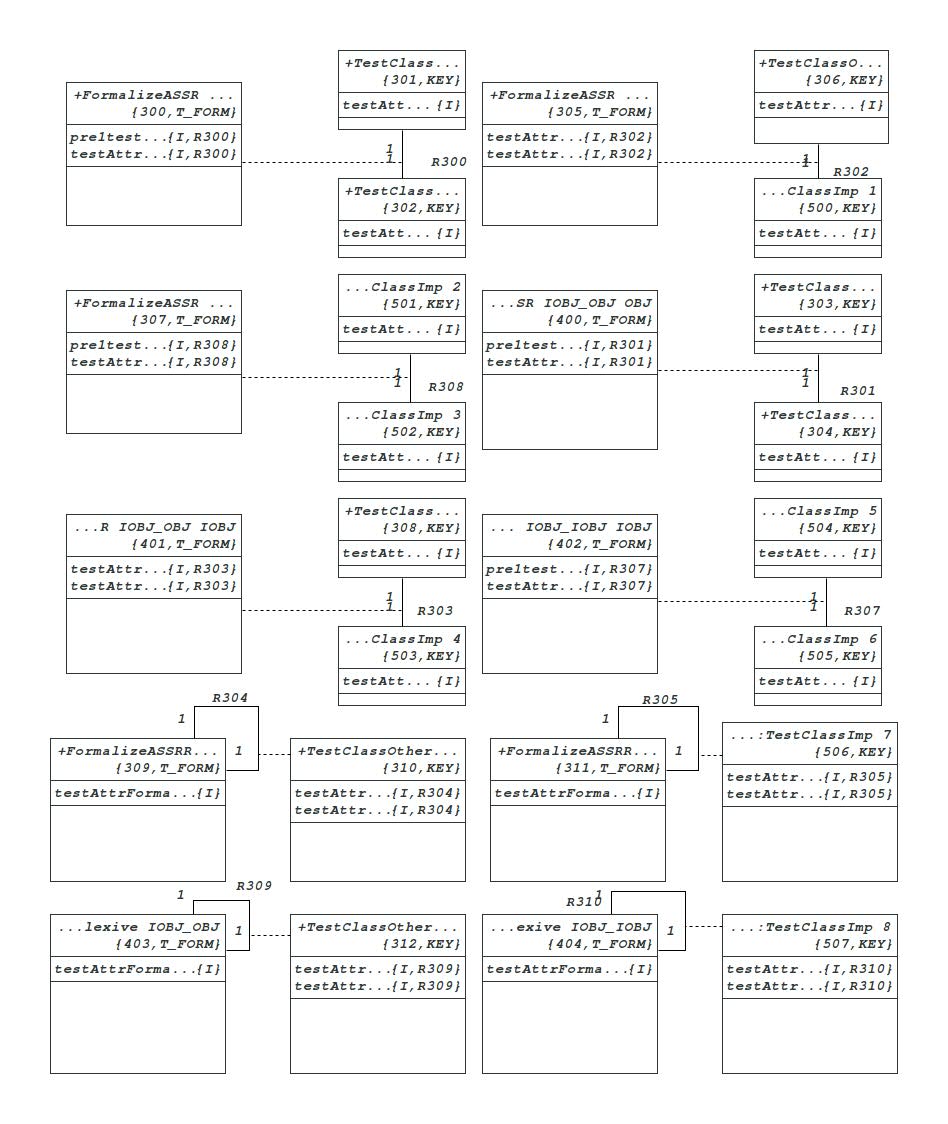 +TestClass...
{301,KEY}
testAtt... {I}
+FormalizeASSR ...
{300,T_FORM}
pre1test...{I,R300}
testAttr...{I,R300}
1
1
R300
+TestClass...
{302,KEY}
testAtt... {I}
+TestClassO...
{306,KEY}
testAttr... {I}
+FormalizeASSR ...
{305,T_FORM}
testAttr...{I,R302}
testAttr...{I,R302}
1
1
R302
...ClassImp 1
{500,KEY}
testAtt... {I}
...ClassImp 2
{501,KEY}
testAtt... {I}
+FormalizeASSR ...
{307,T_FORM}
pre1test...{I,R308}
testAttr...{I,R308}
1
1
R308
...ClassImp 3
{502,KEY}
testAtt... {I}
+TestClass...
{303,KEY}
testAtt... {I}
...SR IOBJ_OBJ OBJ
{400,T_FORM}
pre1test...{I,R301}
testAttr...{I,R301}
1
1
R301
+TestClass...
{304,KEY}
testAtt... {I}
+TestClass...
{308,KEY}
testAtt... {I}
...R IOBJ_OBJ IOBJ
{401,T_FORM}
testAttr...{I,R303}
testAttr...{I,R303}
1
1
R303
...ClassImp 4
{503,KEY}
testAtt... {I}
...ClassImp 5
{504,KEY}
testAtt... {I}
... IOBJ_IOBJ IOBJ
{402,T_FORM}
pre1test...{I,R307}
testAttr...{I,R307}
1
1
R307
...ClassImp 6
{505,KEY}
testAtt... {I}
R304
1
+FormalizeASSRR...
{309,T_FORM}
testAttrForma...{I}
1
+TestClassOther...
{310,KEY}
testAttr...{I,R304}
testAttr...{I,R304}
R305
1
+FormalizeASSRR...
{311,T_FORM}
testAttrForma...{I}
1
...:TestClassImp 7
{506,KEY}
testAttr...{I,R305}
testAttr...{I,R305}
R309
1
...lexive IOBJ_OBJ
{403,T_FORM}
testAttrForma...{I}
1
+TestClassOther...
{312,KEY}
testAttr...{I,R309}
testAttr...{I,R309}
R310
1
...exive IOBJ_IOBJ
{404,T_FORM}
testAttrForma...{I}
1
...:TestClassImp 8
{507,KEY}
testAttr...{I,R310}
testAttr...{I,R310}